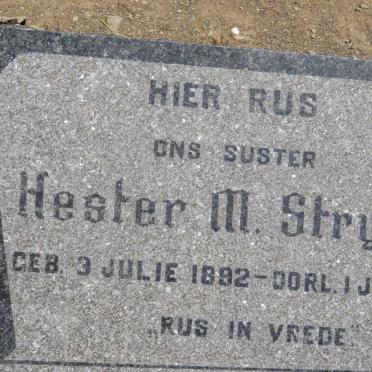 HIER RUS
ONS SUSTER
Hester M. Stry
GEB. 3 JULIE 1892 - OORL. 1 J
„RUS IN VREDE"